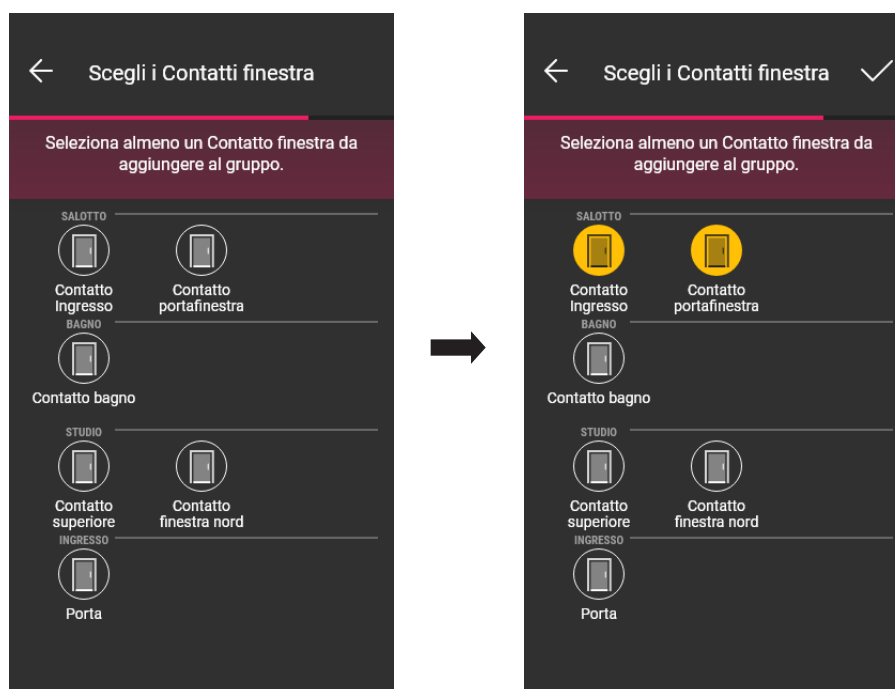 Scegli i Contatti finestra
Seleziona almeno un Contatto finestra da
aggiungere al gruppo.
SALOTTO
Contatto
Ingresso
Contatto
portafinestra
BAGNO
Contatto bagno
STUDIO
Contatto
superiore
Contatto
finestra nord
INGRESSO
Porta
Scegli i Contatti finestra
Seleziona almeno un Contatto finestra da
aggiungere al gruppo.
SALOTTO
Contatto
Ingresso
Contatto
portafinestra
BAGNO
Contatto bagno
STUDIO
Contatto
superiore
Contatto
finestra nord
INGRESSO
Porta